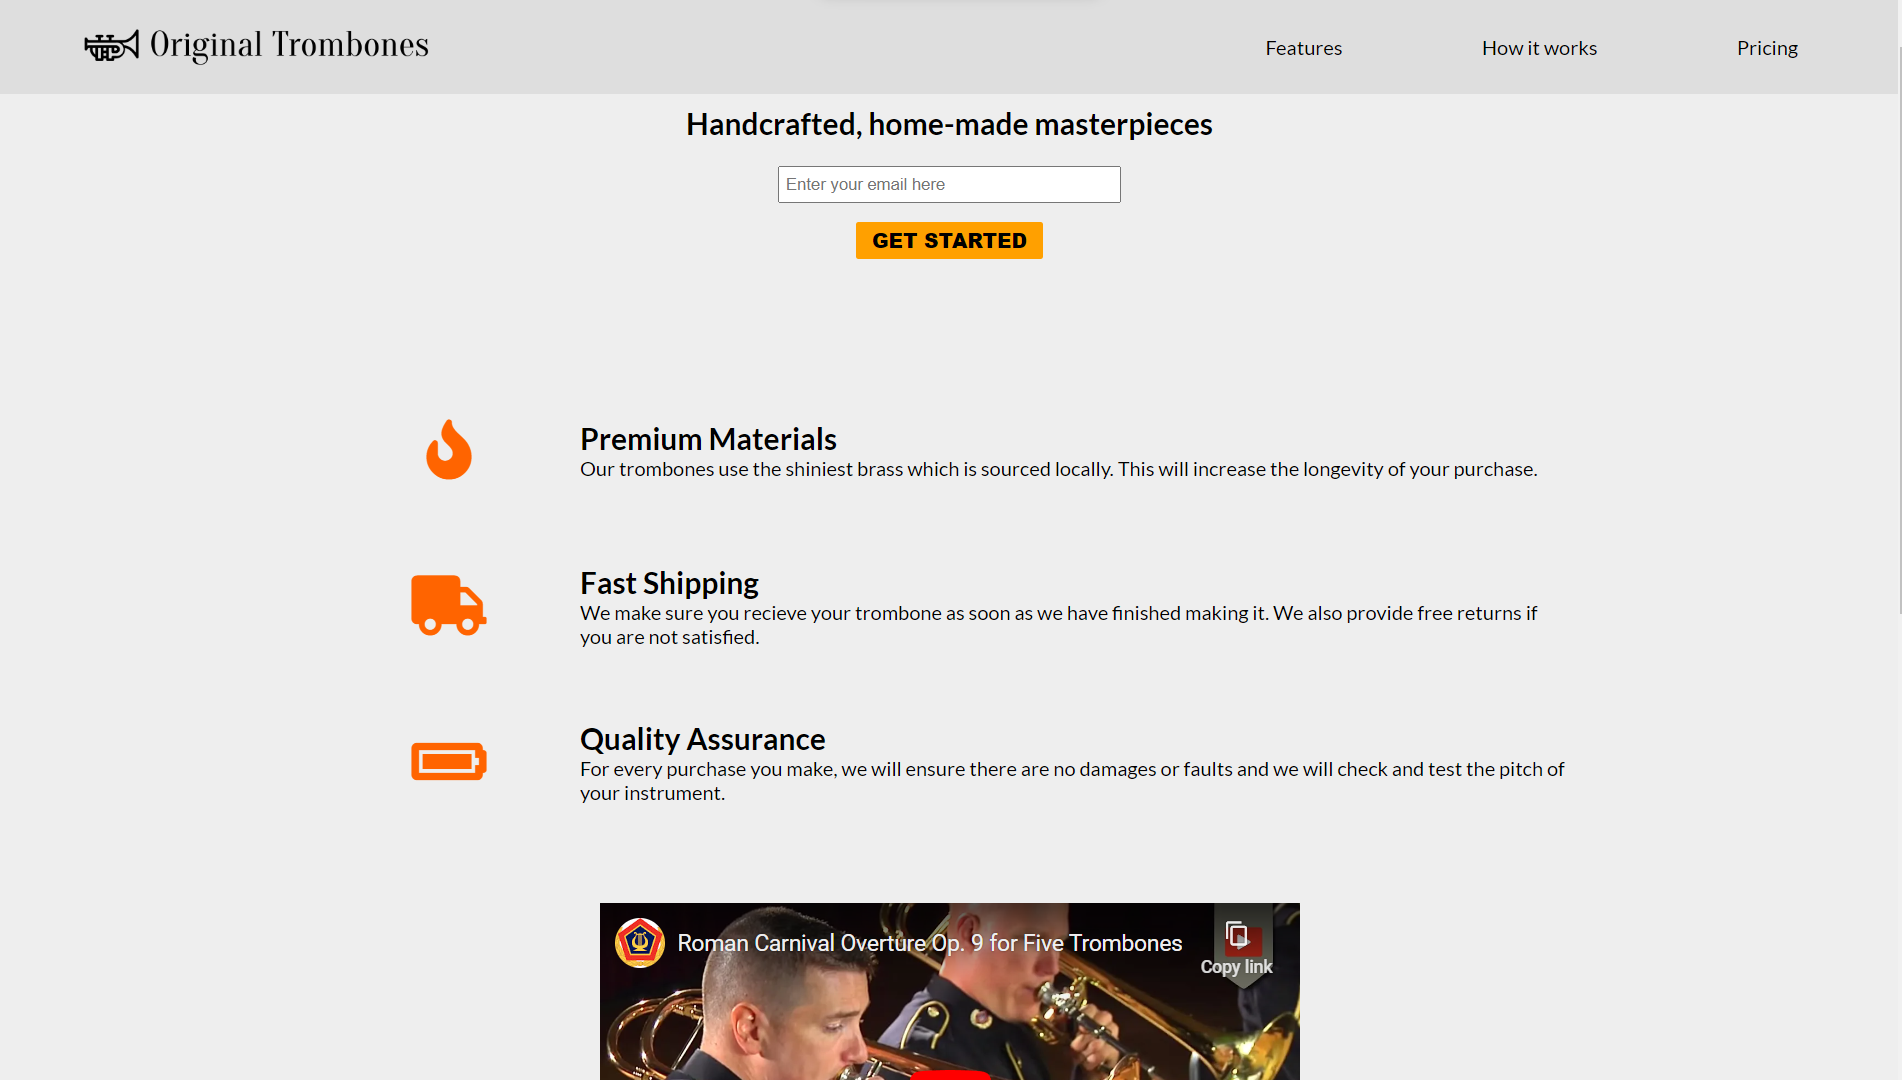 Original Trombones
Features
How it works
Pricing
Handcrafted, home-made masterpieces
Enter your email here
GET STARTED
Premium Materials
Our trombones use the shiniest brass which is sourced locally. This will increase the longevity of your purchase.
Fast Shipping
We make sure you recieve your trombone as soon as we have finished making it. We also provide free returns if
you are not satisfied.
Quality Assurance
For every purchase you make, we will ensure there are no damages or faults and we will check and test the pitch of
your instrument.
Roman Carnival Overture Op. 9 for Five Trombones
Copy link